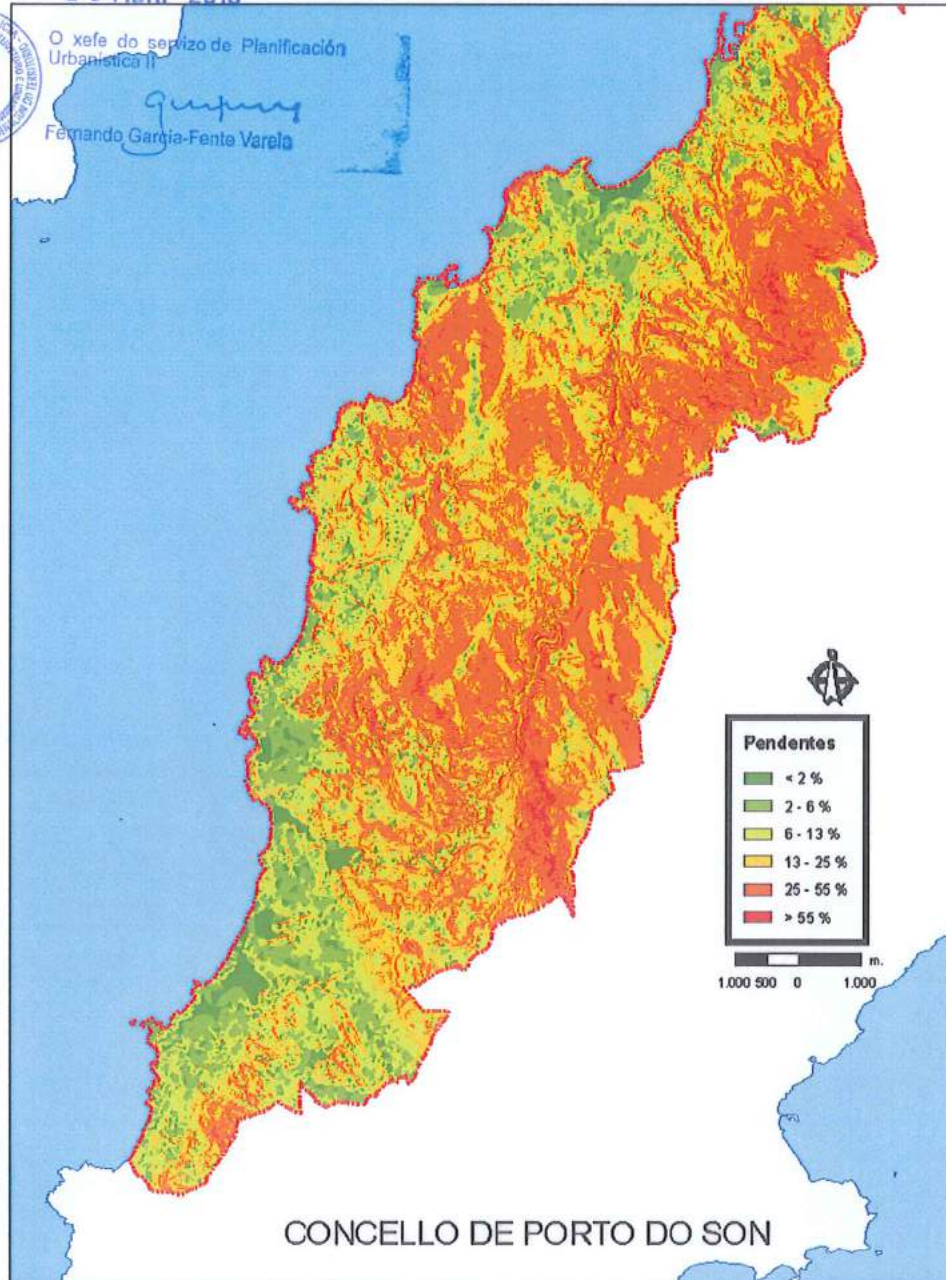 O xefe do servizo de Planificación
Urbanística II
Fernando García-Fente Varela
Pendentes
< 2 %
2 - 6 %
6 - 13 %
13 - 25 %
25 - 55 %
> 55 %
m.
1.000 500 0 1.000
CONCELLO DE PORTO DO SON